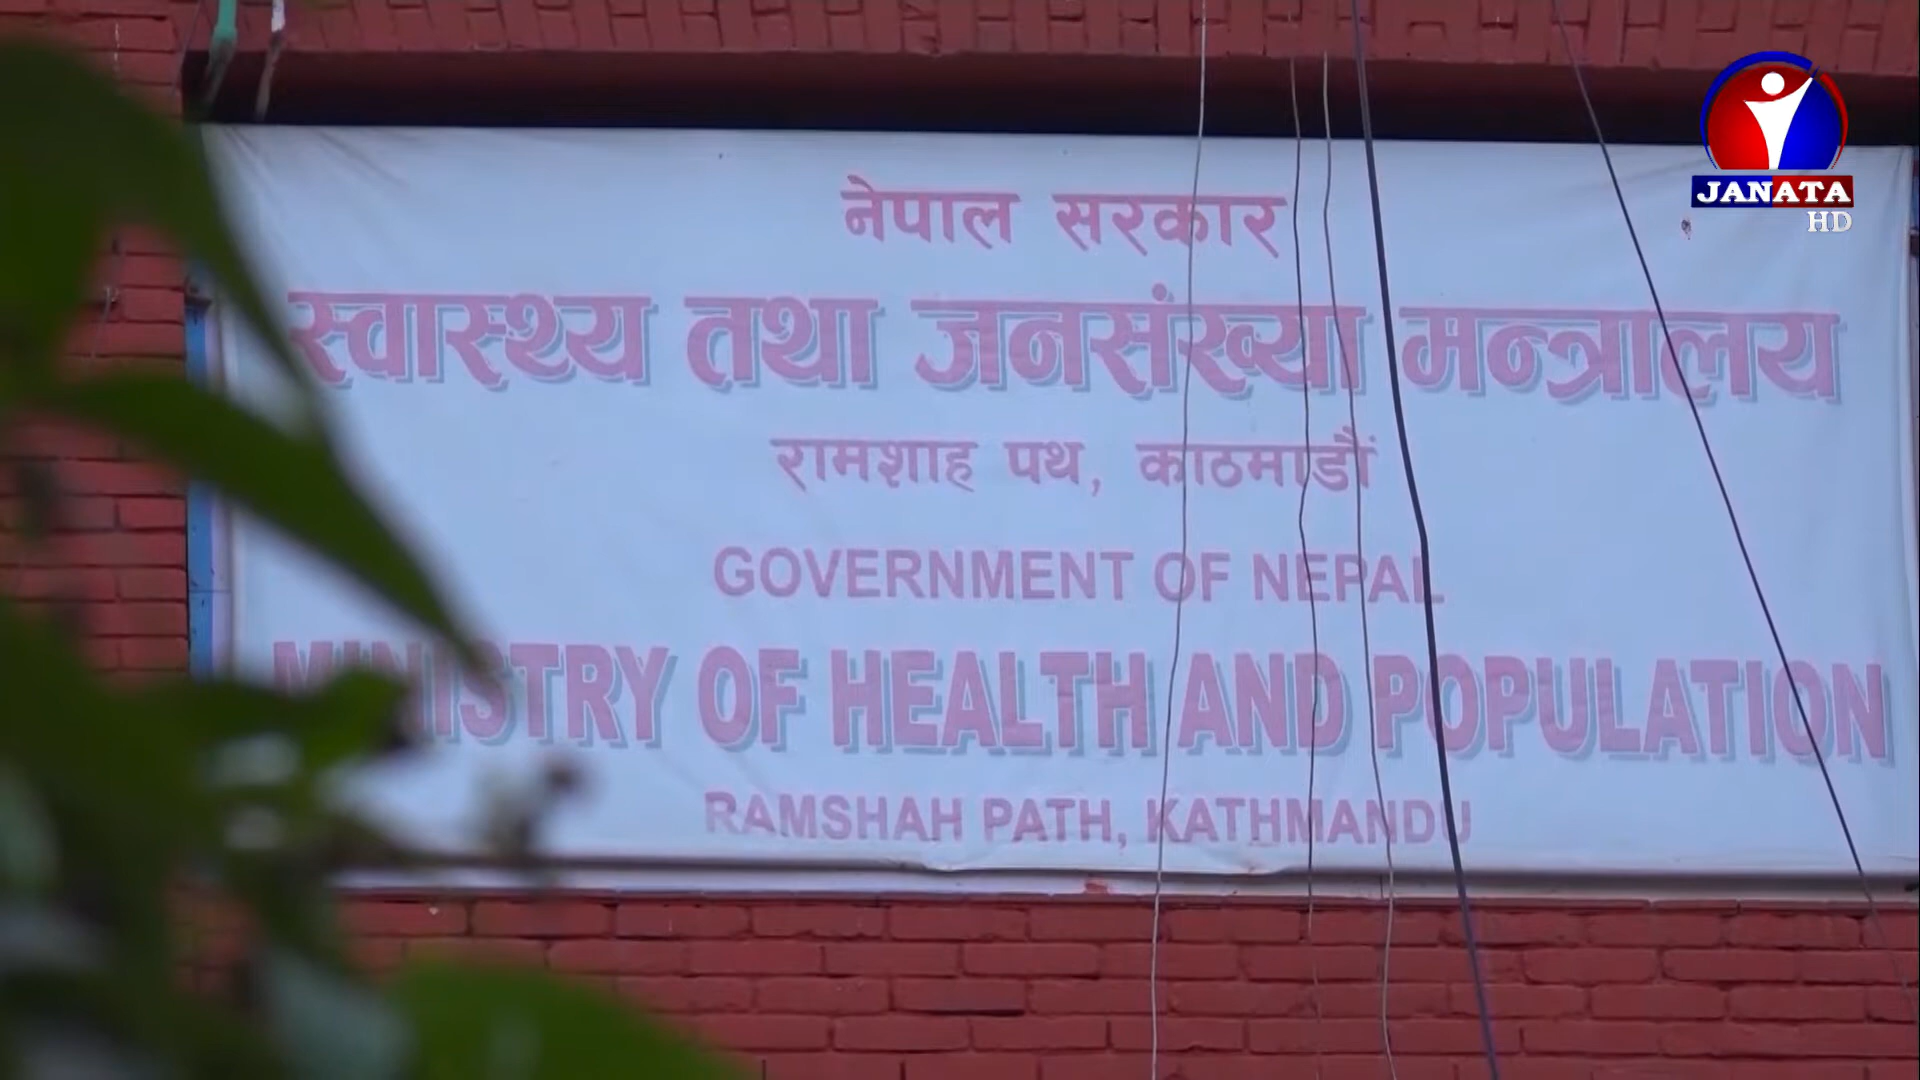 JANATA
HD
नेपाल सरकार
स्वास्थ्य तथा जनसंख्या मन्त्रालय
रामशाह पथ, काठमाडौं
GOVERNMENT OF NEPAL
MINISTRY OF HEALTH AND POPULATION
RAMSHAH PATH, KATHMANDU